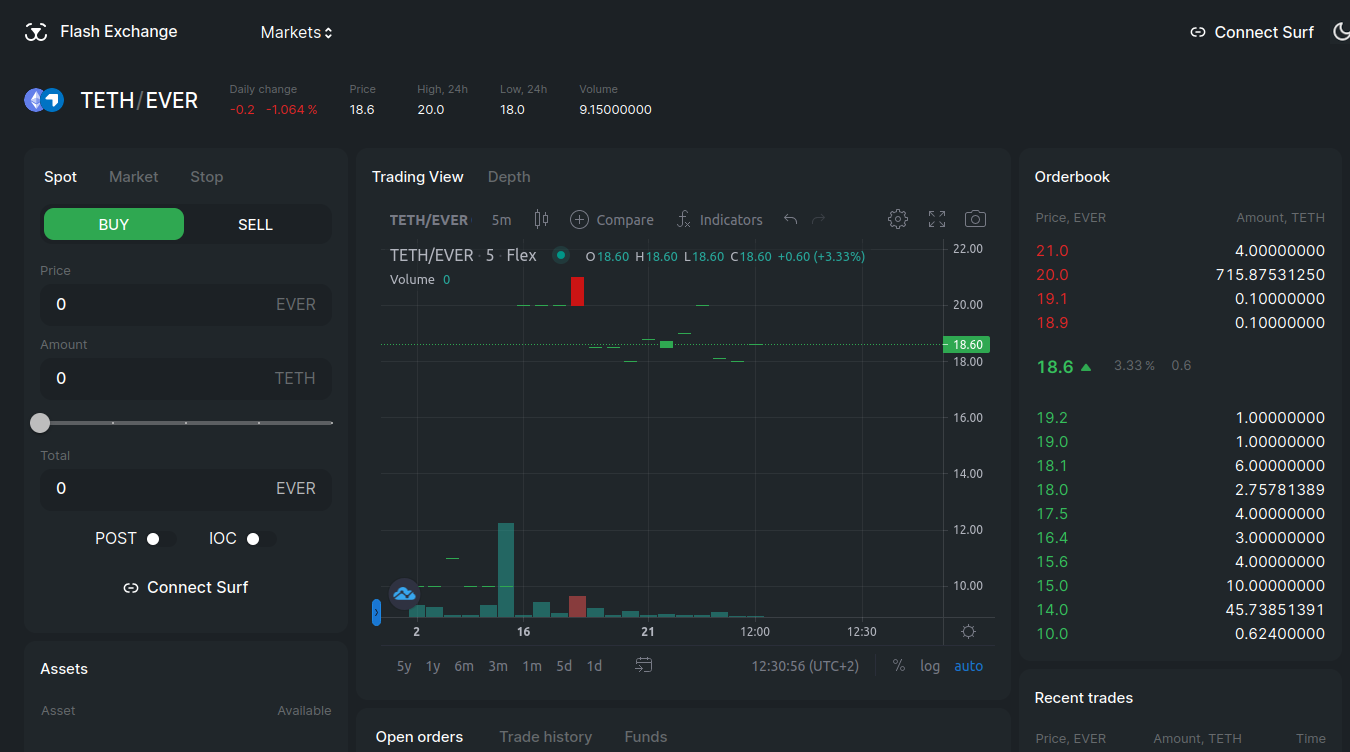 Flash Exchange
Markets
Connect Surf
TETH/EVER
Daily change
-0.2 -1.064 %
Price
18.6
High, 24h
20.0
Low, 24h
18.0
Volume
9.15000000
Spot Market Stop
BUY SELL
Price
0 EVER
Amount
0 TETH
Total
0 EVER
POST IOC
Connect Surf
Assets
Asset Available
Trading View Depth
TETH/EVER 5m Compare Indicators
TETH/EVER · 5 · Flex O18.60 H18.60 L18.60 C18.60 +0.60 (+3.33%)
Volume 0
22.00
20.00
18.60
18.00
16.00
14.00
12.00
10.00
2 16 21 12:00 12:30
5y 1y 6m 3m 1m 5d 1d 12:30:56 (UTC+2) % log auto
Open orders Trade history Funds
Orderbook
Price, EVER Amount, TETH
21.0 4.00000000
20.0 715.87531250
19.1 0.10000000
18.9 0.10000000
18.6 3.33 % 0.6
19.2 1.00000000
19.0 1.00000000
18.1 6.00000000
18.0 2.75781389
17.5 4.00000000
16.4 3.00000000
15.6 4.00000000
15.0 10.00000000
14.0 45.73851391
10.0 0.62400000
Recent trades
Price, EVER Amount, TETH Time